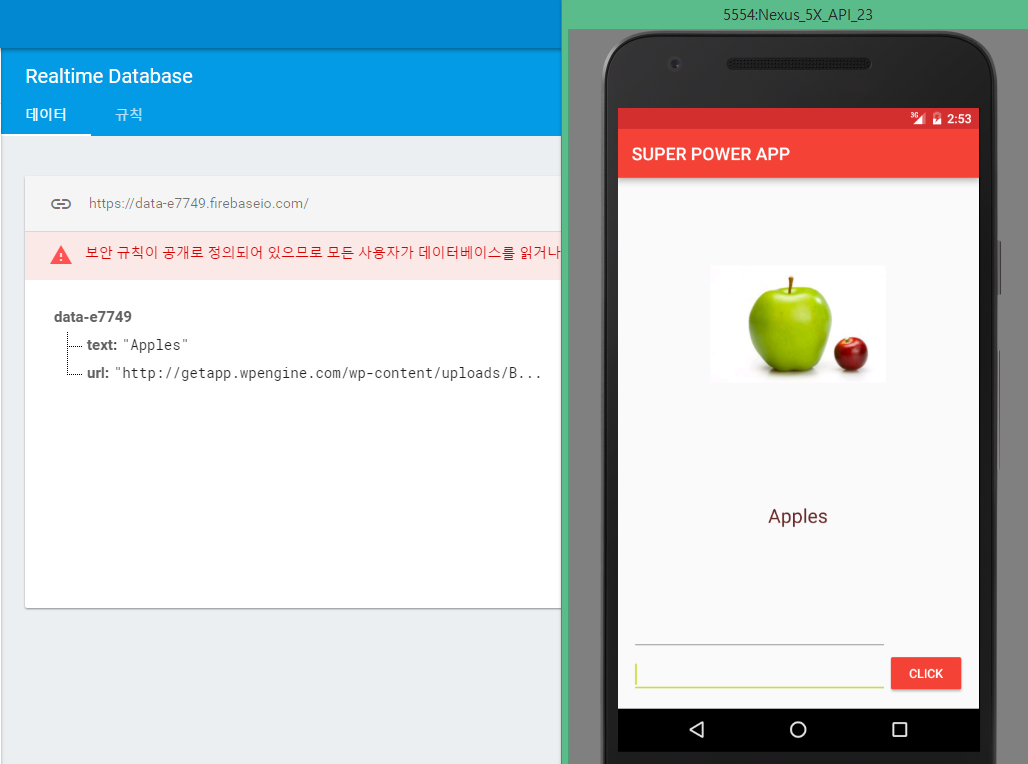 Realtime Database
데이터
규칙
https://data-e7749.firebaseio.com/
보안 규칙이 공개로 정의되어 있으므로 모든 사용자가 데이터베이스를 읽거나
data-e7749
text: "Apples"
url: "http://getapp.wpengine.com/wp-content/uploads/B...
5554:Nexus_5X_API_23
3G 2:53
SUPER POWER APP
Apples
CLICK